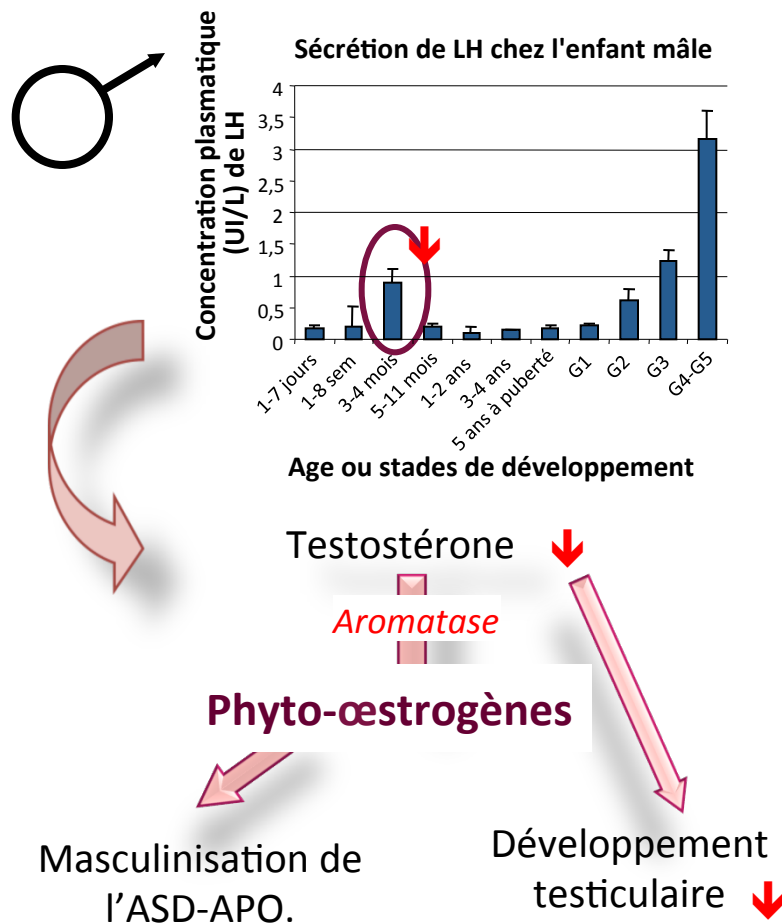 Sécrétion de LH chez l'enfant mâle
Concentration plasmatique
(UI/L) de LH
4
3,5
3
2,5
2
1,5
1
0,5
0
1-7 jours
1-8 sem
3-4 mois
5-11 mois
1-2 ans
3-4 ans
5 ans à puberté
G1
G2
G3
G4-G5
Age ou stades de développement
Testostérone
Aromatase
Phyto-œstrogènes
Masculinisation de
l’ASD-APO.
Développement
testiculaire